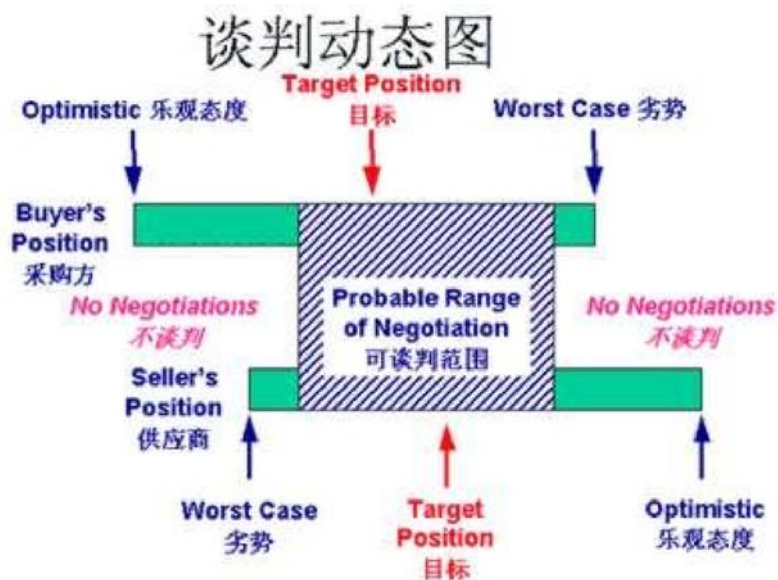 谈判动态图
Target Position
目标
Optimistic 乐观态度
Worst Case 劣势
Buyer's
Position
采购方
No Negotiations
不谈判
Probable Range
of Negotiation
可谈判范围
No Negotiations
不谈判
Seller's
Position
供应商
Worst Case
劣势
Target
Position
目标
Optimistic
乐观态度